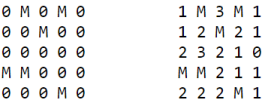 0 M 0 M 0 1 M 3 M 1
0 0 M 0 0 1 2 M 2 1
0 0 0 0 0 2 3 2 1 0
M M 0 0 0 M M 2 1 1
0 0 0 M 0 2 2 2 M 1